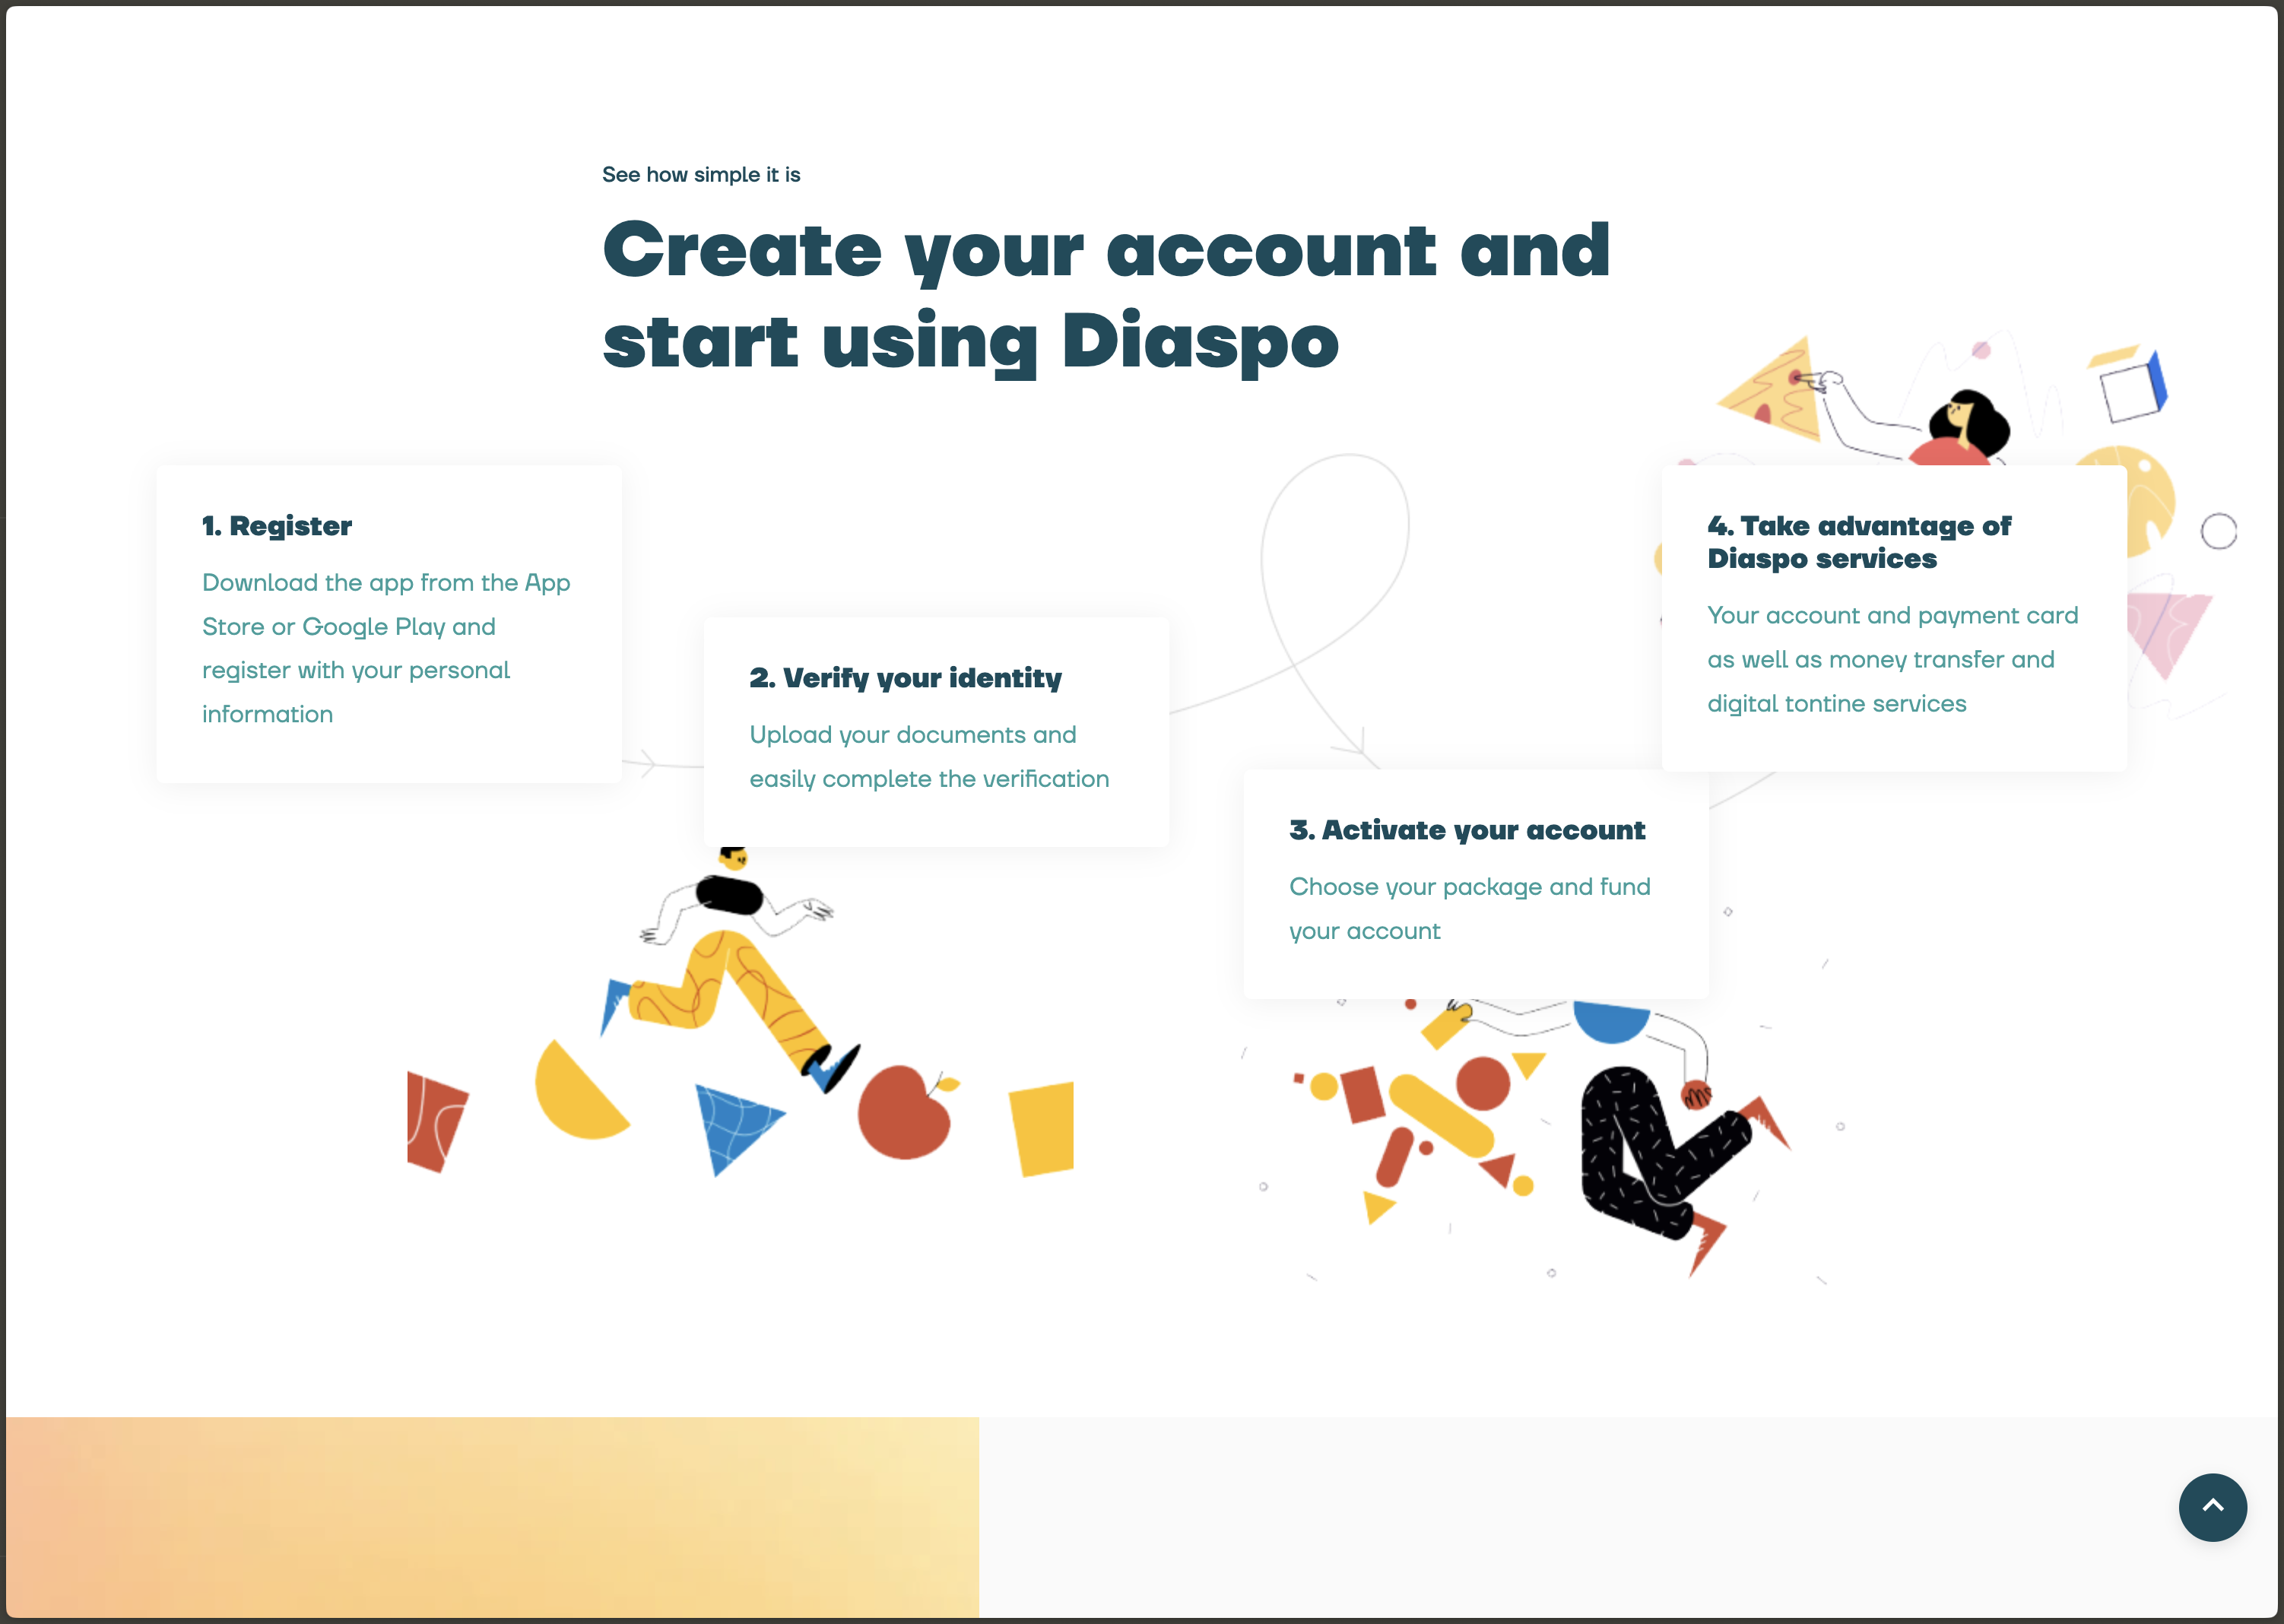 See how simple it is
Create your account and
start using Diaspo
1. Register
Download the app from the App
Store or Google Play and
register with your personal
information
2. Verify your identity
Upload your documents and
easily complete the verification
3. Activate your account
Choose your package and fund
your account
4. Take advantage of
Diaspo services
Your account and payment card
as well as money transfer and
digital tontine services